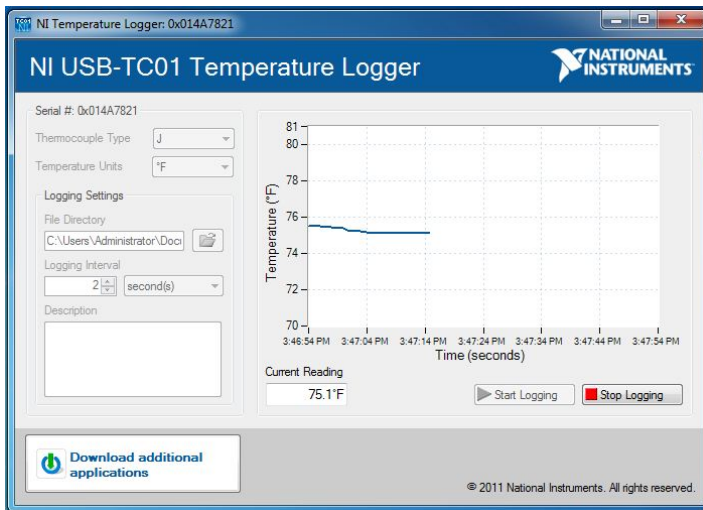 NI Temperature Logger: 0x014A7821
NI USB-TC01 Temperature Logger
NATIONAL
INSTRUMENTS
Serial #: 0x014A7821
Thermocouple Type J
Temperature Units °F
Logging Settings
File Directory
C:\Users\Administrator\Docu
Logging Interval
2 second(s)
Description
Temperature (°F)
81
80
78
76
74
72
70
3:46:54 PM 3:47:04 PM 3:47:14 PM 3:47:24 PM 3:47:34 PM 3:47:44 PM 3:47:54 PM
Time (seconds)
Current Reading
75.1°F
Start Logging
Stop Logging
Download additional
applications
© 2011 National Instruments. All rights reserved.